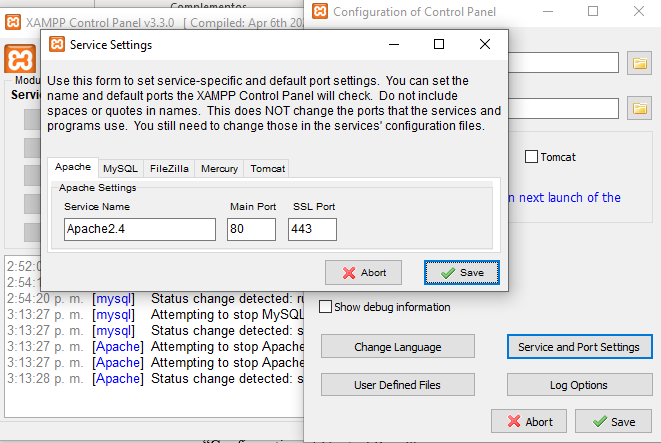 Complementos
XAMPP Control Panel v3.3.0 [ Compiled: Apr 6th 202
Configuration of Control Panel
Service Settings
Modu
Servi
Use this form to set service-specific and default port settings. You can set the
name and default ports the XAMPP Control Panel will check. Do not include
spaces or quotes in names. This does NOT change the ports that the services and
programs use. You still need to change those in the services' configuration files.
Apache MySQL FileZilla Mercury Tomcat
Apache Settings
Service Name Main Port SSL Port
Apache2.4 80 443
Abort Save
Tomcat
n next launch of the
2:52:0
2:54:1
2:54:20 p. m. [mysql] Status change detected: ru
3:13:27 p. m. [mysql] Attempting to stop MySQL
3:13:27 p. m. [mysql] Status change detected: s
3:13:27 p. m. [Apache] Attempting to stop Apache
3:13:27 p. m. [Apache] Attempting to stop Apache
3:13:28 p. m. [Apache] Status change detected: s
Show debug information
Change Language Service and Port Settings
User Defined Files Log Options
Abort Save